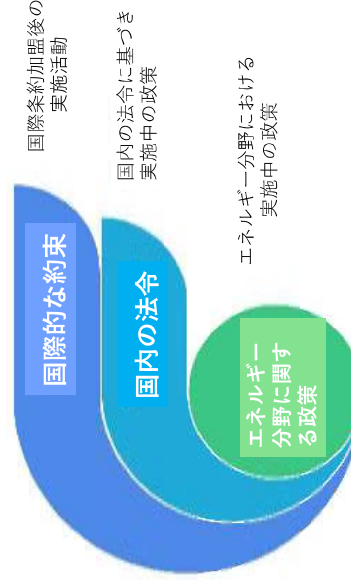 国際的な約束
国際条約加盟後の
実施活動
国内の法令
国内の法令に基づき
実施中の政策
エネルギー
分野に関す
る政策
エネルギー分野における
実施中の政策